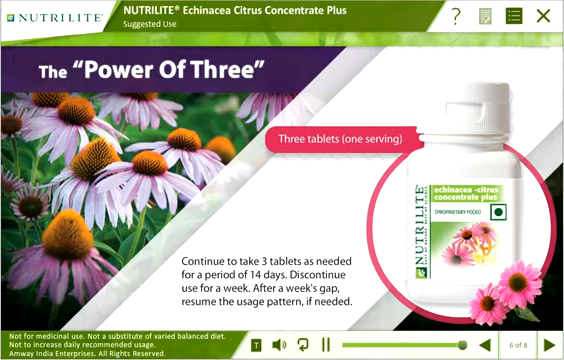 NUTRILITE®
NUTRILITE® Echinacea Citrus Concentrate Plus
Suggested Use
?
The “Power Of Three”
Three tablets (one serving)
NUTRILITE
echinacea -citrus
concentrate plus
(PROPRIETARY FOOD)
Continue to take 3 tablets as needed
for a period of 14 days. Discontinue
use for a week. After a week's gap,
resume the usage pattern, if needed.
Not for medicinal use. Not a substitute of varied balanced diet.
Not to increase daily recommended usage.
Amway India Enterprises. All Rights Reserved.
T
6 of 8